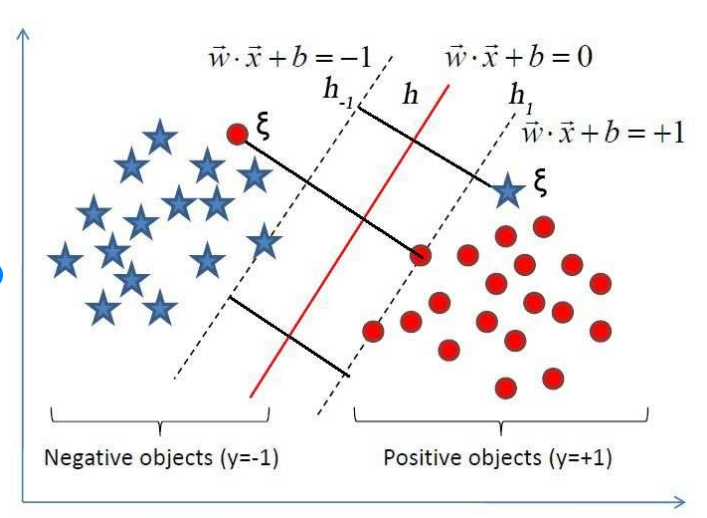 w⃗ · x⃗ + b = −1
w⃗ · x⃗ + b = 0
h₋₁
h
h₁
w⃗ · x⃗ + b = +1
ξ
ξ
Negative objects (y=-1)
Positive objects (y=+1)